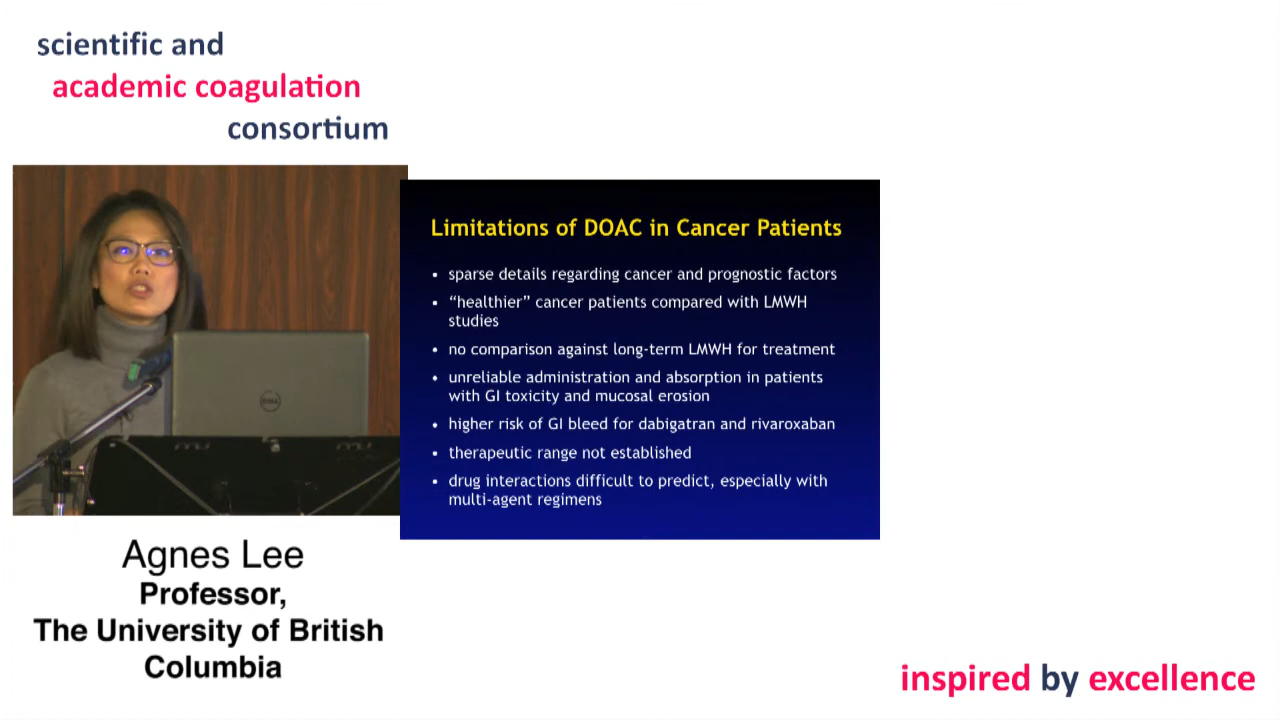 scientific and
academic coagulation
consortium
Limitations of DOAC in Cancer Patients
• sparse details regarding cancer and prognostic factors
• “healthier” cancer patients compared with LMWH
studies
• no comparison against long-term LMWH for treatment
• unreliable administration and absorption in patients
with GI toxicity and mucosal erosion
• higher risk of GI bleed for dabigatran and rivaroxaban
• therapeutic range not established
• drug interactions difficult to predict, especially with
multi-agent regimens
DELL
Agnes Lee
Professor,
The University of British
Columbia
inspired by excellence